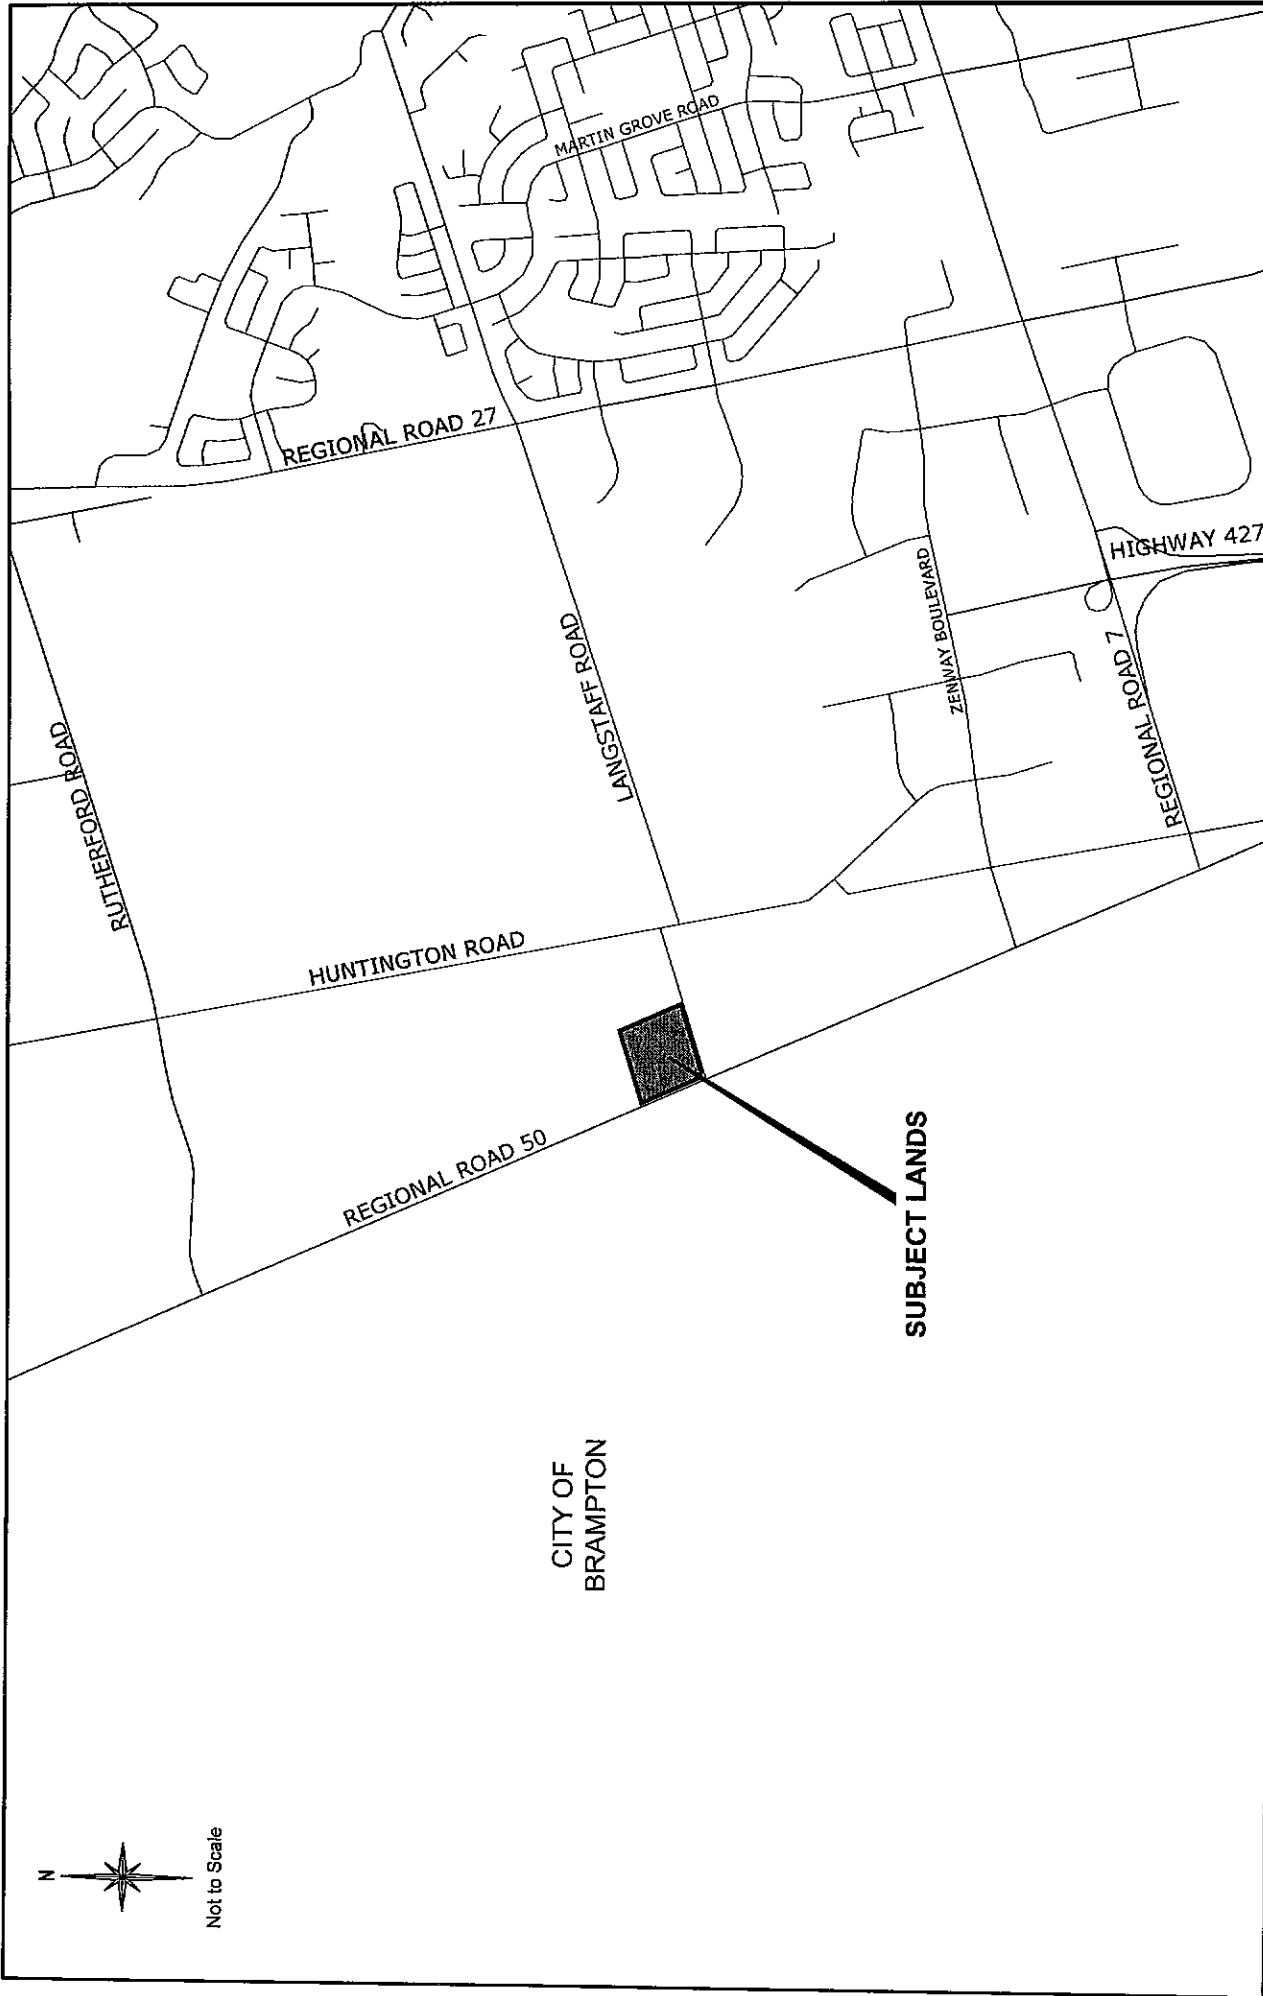 N
Not to Scale
CITY OF
BRAMPTON
SUBJECT LANDS
REGIONAL ROAD 50
HUNTINGTON ROAD
RUTHERFORD ROAD
LANGSTAFF ROAD
REGIONAL ROAD 7
ZENWAY BOULEVARD
HIGHWAY 427
REGIONAL ROAD 27
MARTIN GROVE ROAD